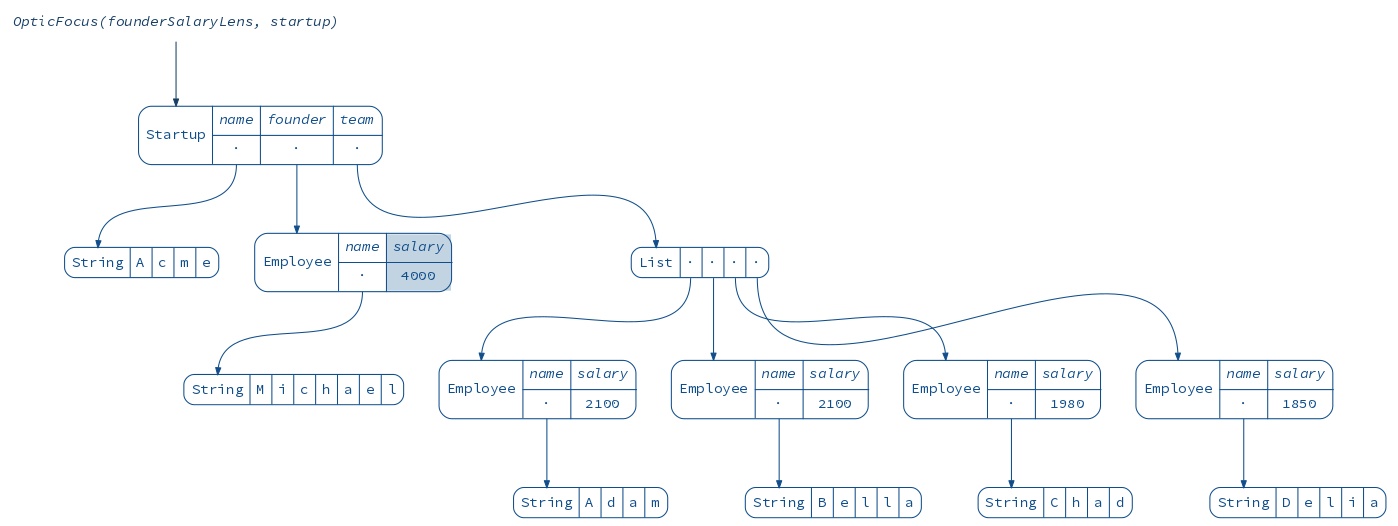 OpticFocus(founderSalaryLens, startup)
Startup name founder team
· · ·
String A c m e
Employee name salary
· 4000
List · · · ·
String M i c h a e l
Employee name salary
· 2100
Employee name salary
· 2100
Employee name salary
· 1980
Employee name salary
· 1850
String A d a m
String B e l l a
String C h a d
String D e l i a